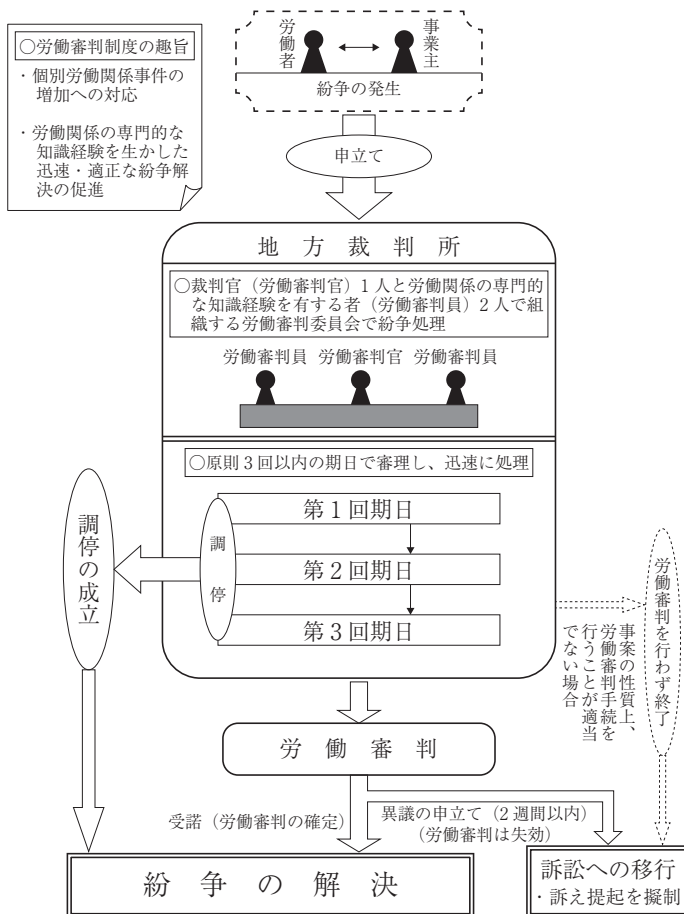 ○労働審判制度の趣旨
・個別労働関係事件の
増加への対応
・労働関係の専門的な
知識経験を生かした
迅速・適正な紛争解
決の促進
労働者
事業主
紛争の発生
申立て
地方裁判所
○裁判官（労働審判官）1人と労働関係の専門的
な知識経験を有する者（労働審判員）2人で組
織する労働審判委員会で紛争処理
労働審判員 労働審判官 労働審判員
○原則3回以内の期日で審理し、迅速に処理
第1回期日
第2回期日
第3回期日
調停
調停の成立
事案の性質上、
労働審判手続を
行うことが適当
でない場合
労働審判を行わず終了
労働審判
受諾（労働審判の確定）
異議の申立て（2週間以内）
（労働審判は失効）
紛争の解決
訴訟への移行
・訴え提起を擬制